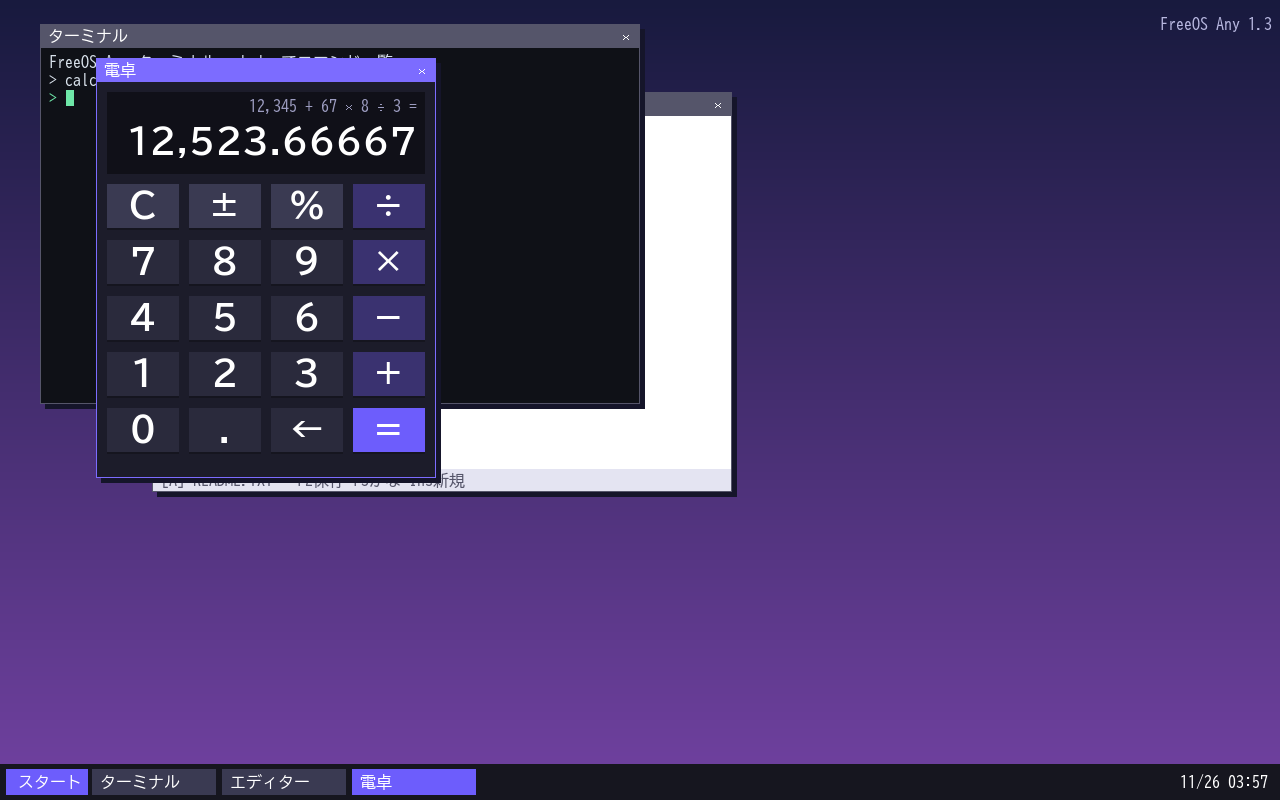 FreeOS Any 1.3
ターミナル ×
FreeOS
> calc
>
電卓 ×
12,345 + 67 × 8 ÷ 3 =
12,523.66667
C ± % ÷
7 8 9 ×
4 5 6 −
1 2 3 +
0 . ← =
×
新規
スタート ターミナル エディター 電卓 11/26 03:57